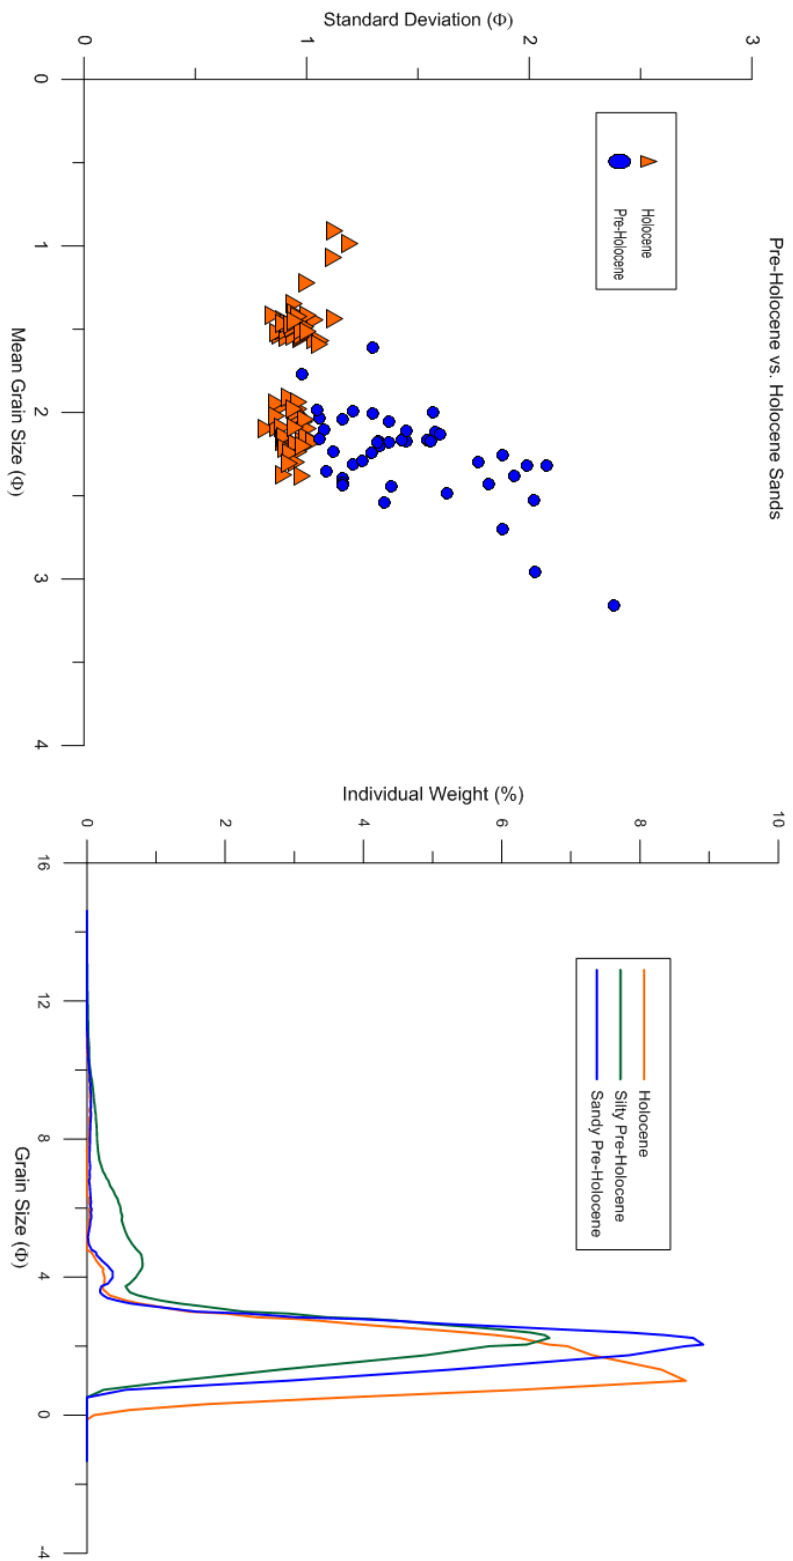 Pre-Holocene vs. Holocene Sands
Standard Deviation (Φ)
3
2
1
0
Holocene
Pre-Holocene
0
1
2
3
4
Mean Grain Size (Φ)
Individual Weight (%)
10
8
6
4
2
0
Holocene
Silty Pre-Holocene
Sandy Pre-Holocene
16
12
8
4
0
-4
Grain Size (Φ)